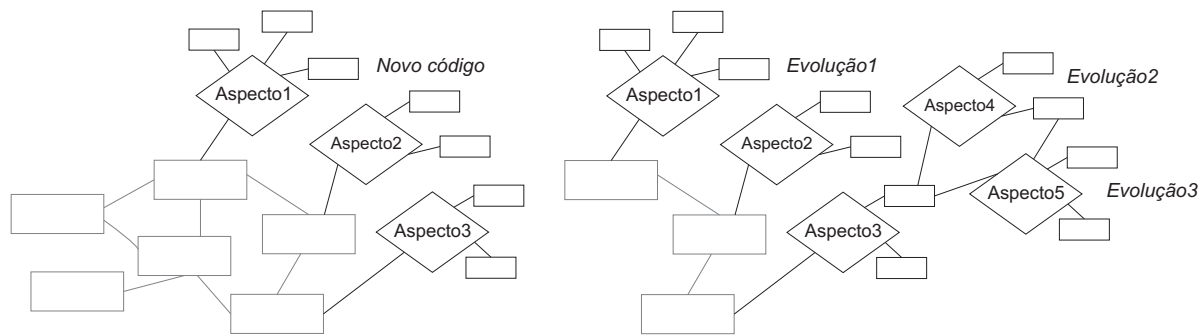 Aspecto1
Novo código
Aspecto2
Aspecto3
Aspecto1
Evolução1
Aspecto4
Evolução2
Aspecto2
Aspecto5
Evolução3
Aspecto3